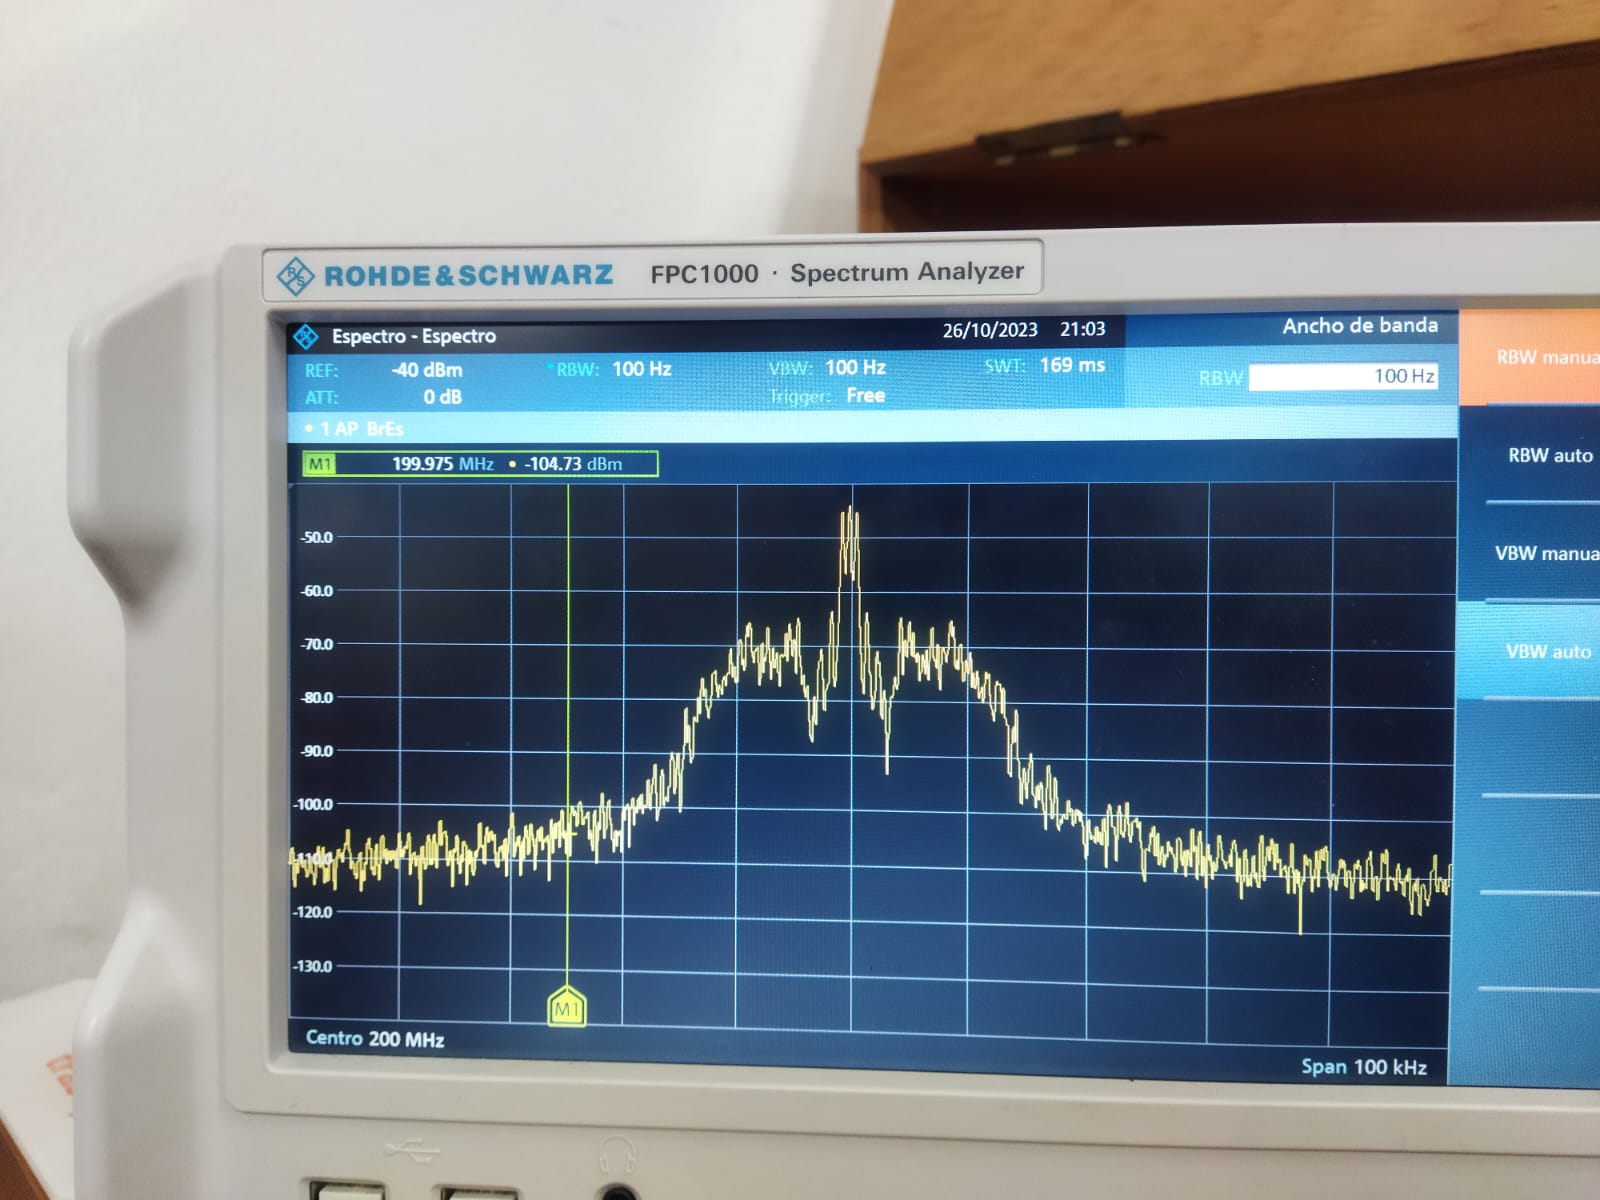 ROHDE & SCHWARZ FPC1000 · Spectrum Analyzer
Espectro - Espectro 26/10/2023 21:03 Ancho de banda
REF: -40 dBm RBW: 100 Hz VBW: 100 Hz SWT: 169 ms RBW 100 Hz
ATT: 0 dB Trigger: Free
• 1 AP BrEs
M1 199.975 MHz • -104.73 dBm
RBW manua
RBW auto
VBW manua
VBW auto
-50.0
-60.0
-70.0
-80.0
-90.0
-100.0
-110.0
-120.0
-130.0
M1
Centro 200 MHz
Span 100 kHz